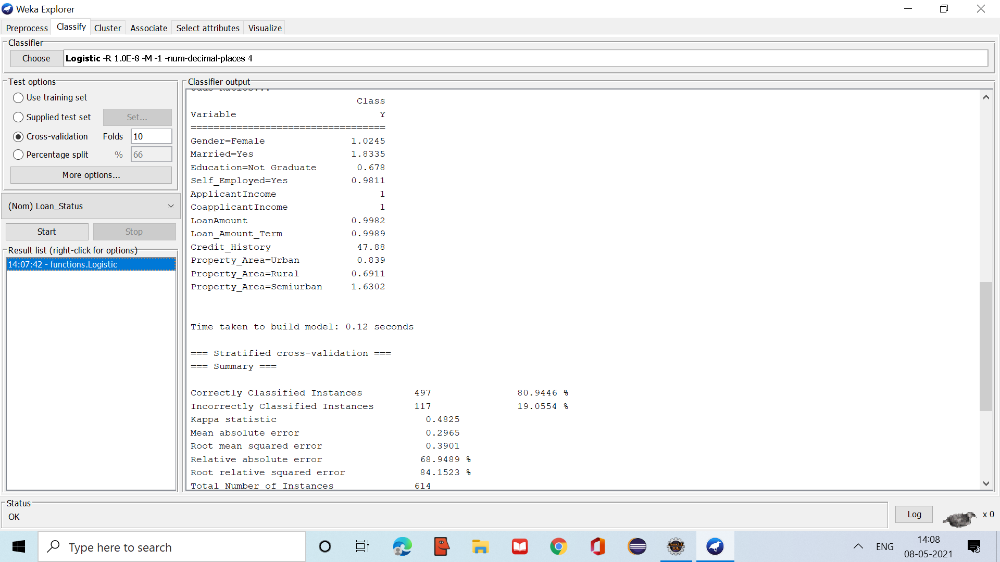 Weka Explorer
Preprocess Classify Cluster Associate Select attributes Visualize
Classifier
Choose Logistic -R 1.0E-8 -M -1 -num-decimal-places 4
Test options
Use training set
Supplied test set Set...
Cross-validation Folds 10
Percentage split % 66
More options...
(Nom) Loan_Status
Start Stop
Result list (right-click for options)
14:07:42 - functions.Logistic
Classifier output
Class
Variable Y
===================================
Gender=Female 1.0245
Married=Yes 1.8335
Education=Not Graduate 0.678
Self_Employed=Yes 0.9811
ApplicantIncome 1
CoapplicantIncome 1
LoanAmount 0.9982
Loan_Amount_Term 0.9989
Credit_History 47.88
Property_Area=Urban 0.839
Property_Area=Rural 0.6911
Property_Area=Semiurban 1.6302
Time taken to build model: 0.12 seconds
=== Stratified cross-validation ===
=== Summary ===
Correctly Classified Instances 497 80.9446 %
Incorrectly Classified Instances 117 19.0554 %
Kappa statistic 0.4825
Mean absolute error 0.2965
Root mean squared error 0.3901
Relative absolute error 68.9489 %
Root relative squared error 84.1523 %
Total Number of Instances 614
Status
OK
Log
x 0
Type here to search
ENG
14:08
08-05-2021